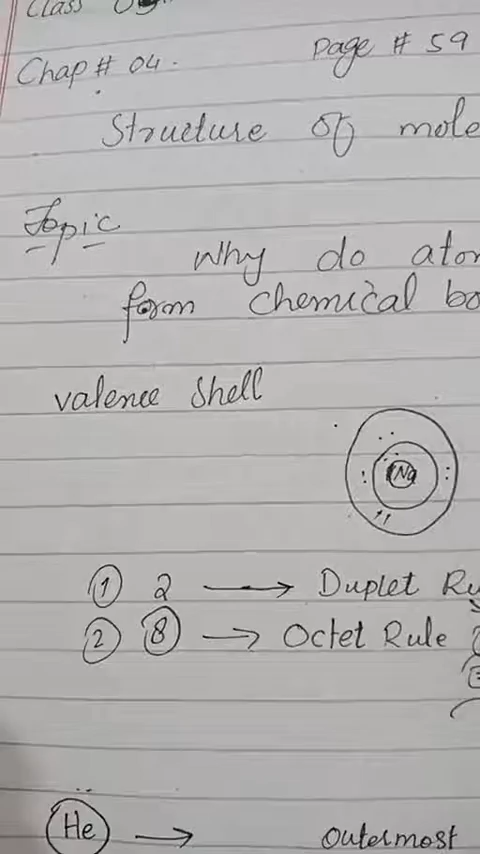 Class
Chap # 04.
Page # 59
Structure of mole
Topic
Why do ator
form chemical bo
valence shell
Na
1 2 → Duplet Ru
2 8 → Octet Rule
He → Outermost